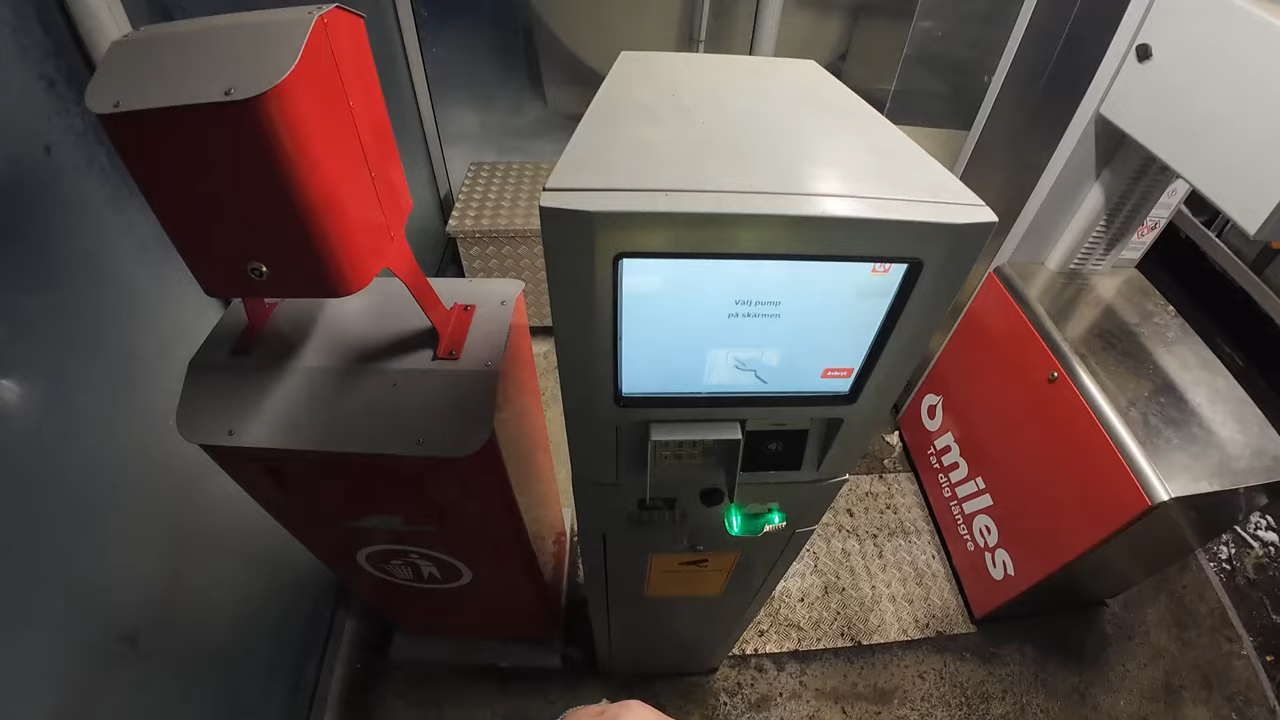 Välj pump
på skärmen
Avbryt
miles
Tar dig längre